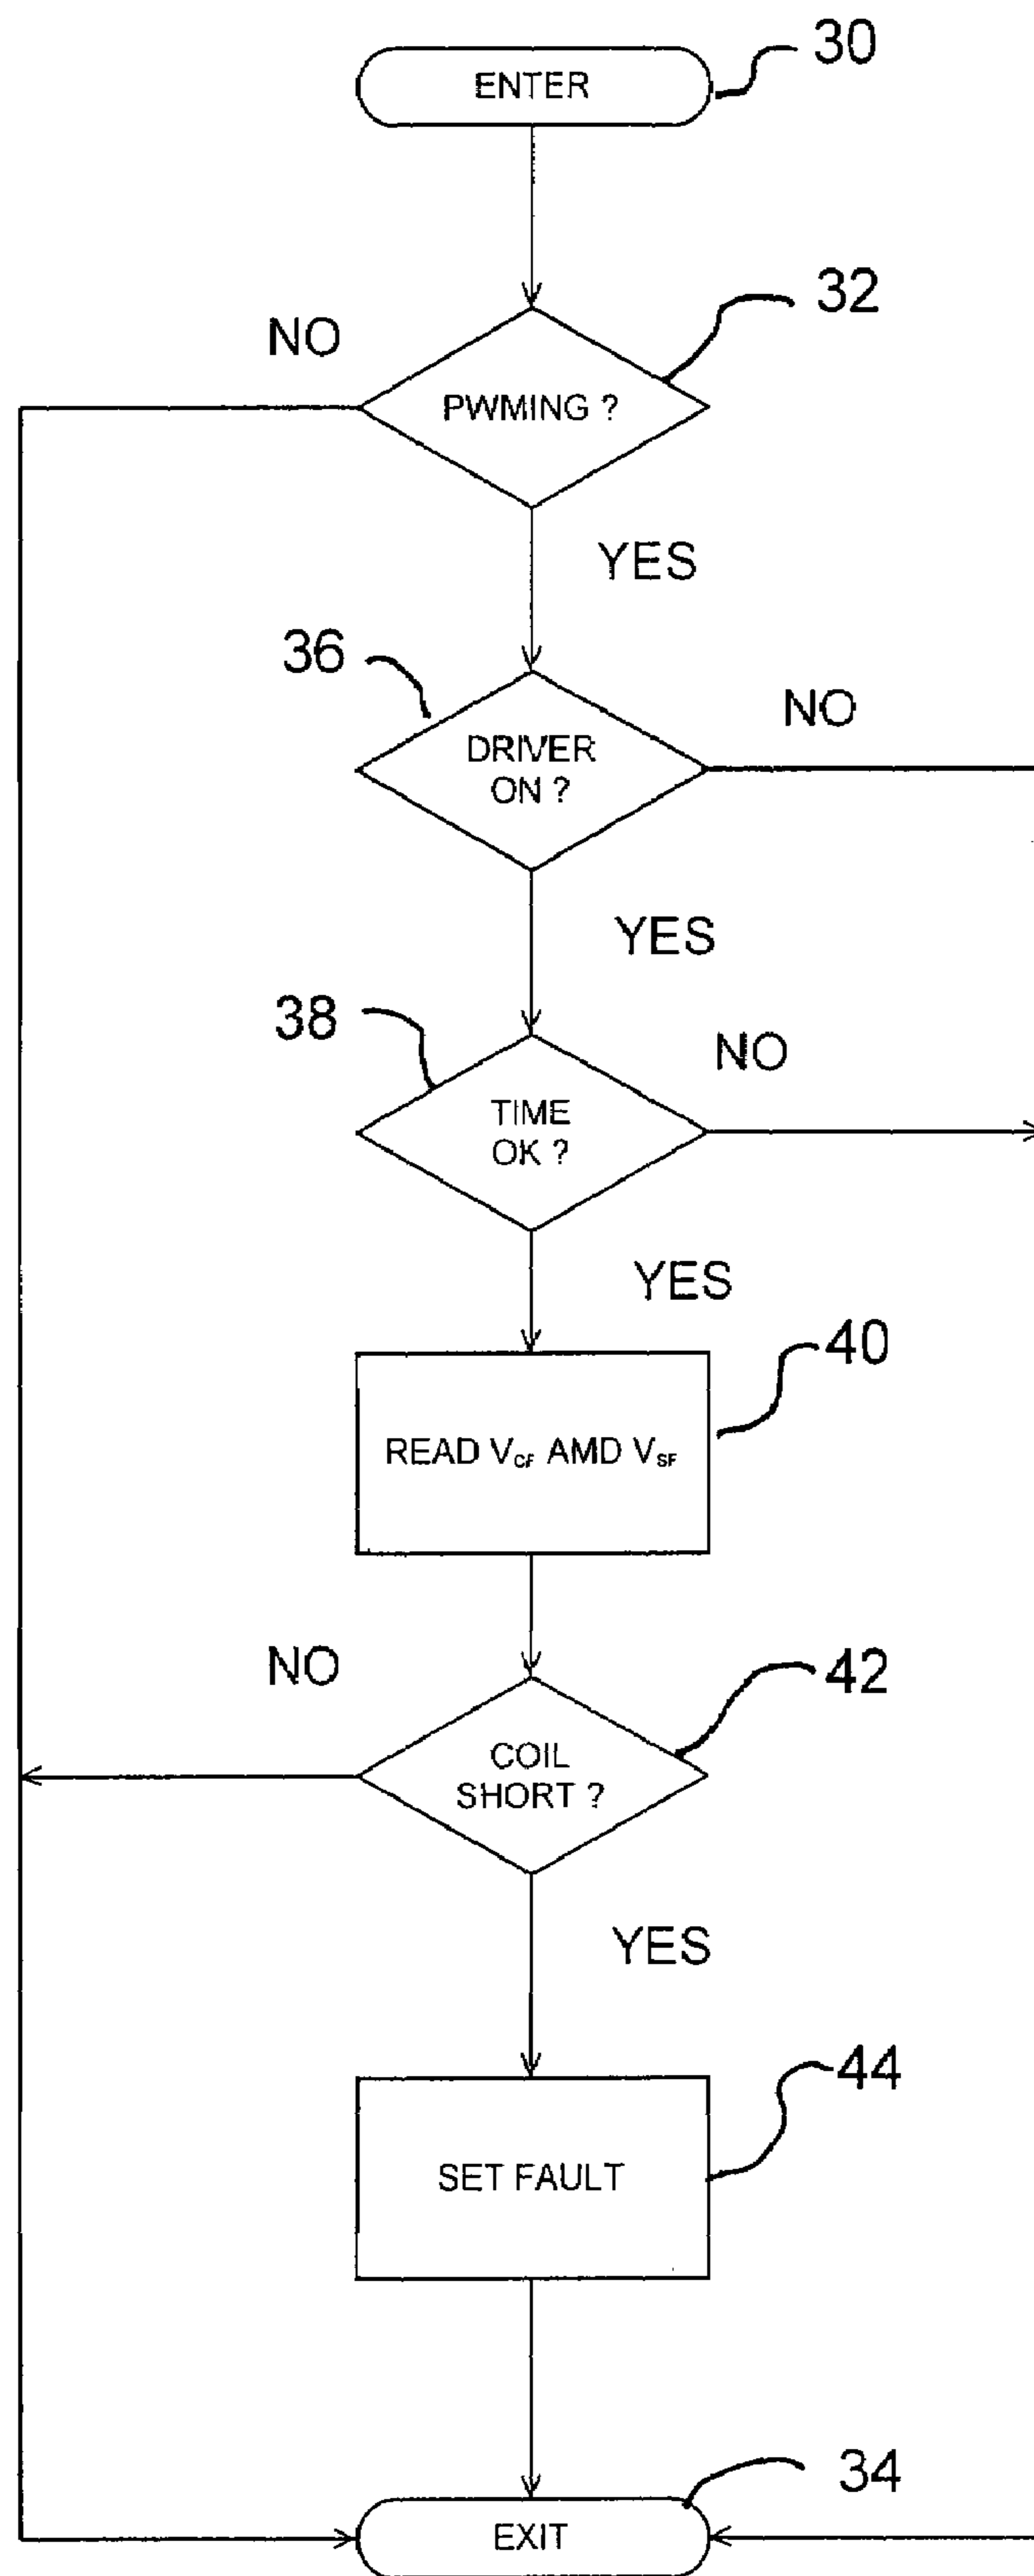 30
ENTER
32
NO
PWMING ?
YES
36
NO
DRIVER
ON ?
YES
38
NO
TIME
OK ?
YES
40
READ VCF AMD VSF
42
NO
COIL
SHORT ?
YES
44
SET FAULT
34
EXIT